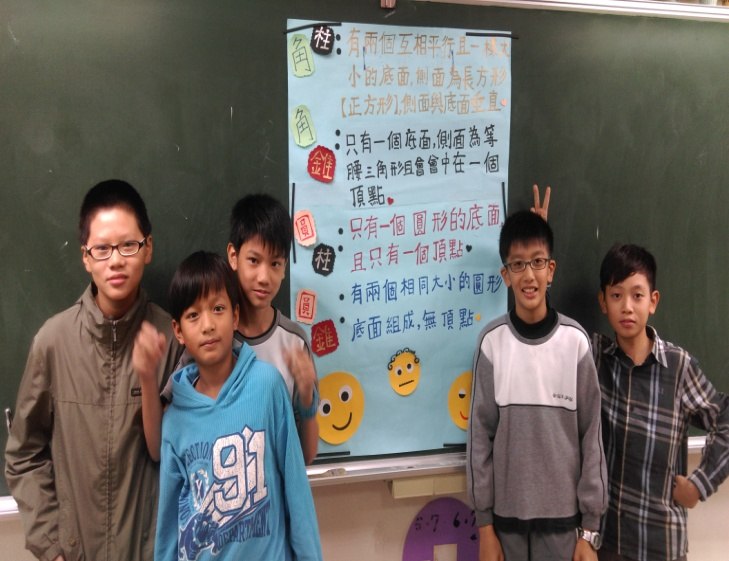 角柱：有兩個互相平行且一樣大
小的底面,側面為長方形
【正方形】,側面與底面垂直
角錐：只有一個底面,側面為等
腰三角形且會會中在一個
頂點
圓柱：只有一個圓形的底面,
且只有一個頂點
圓錐：有兩個相同大小的圓形
底面組成,無頂點
91
DEPARTMENT